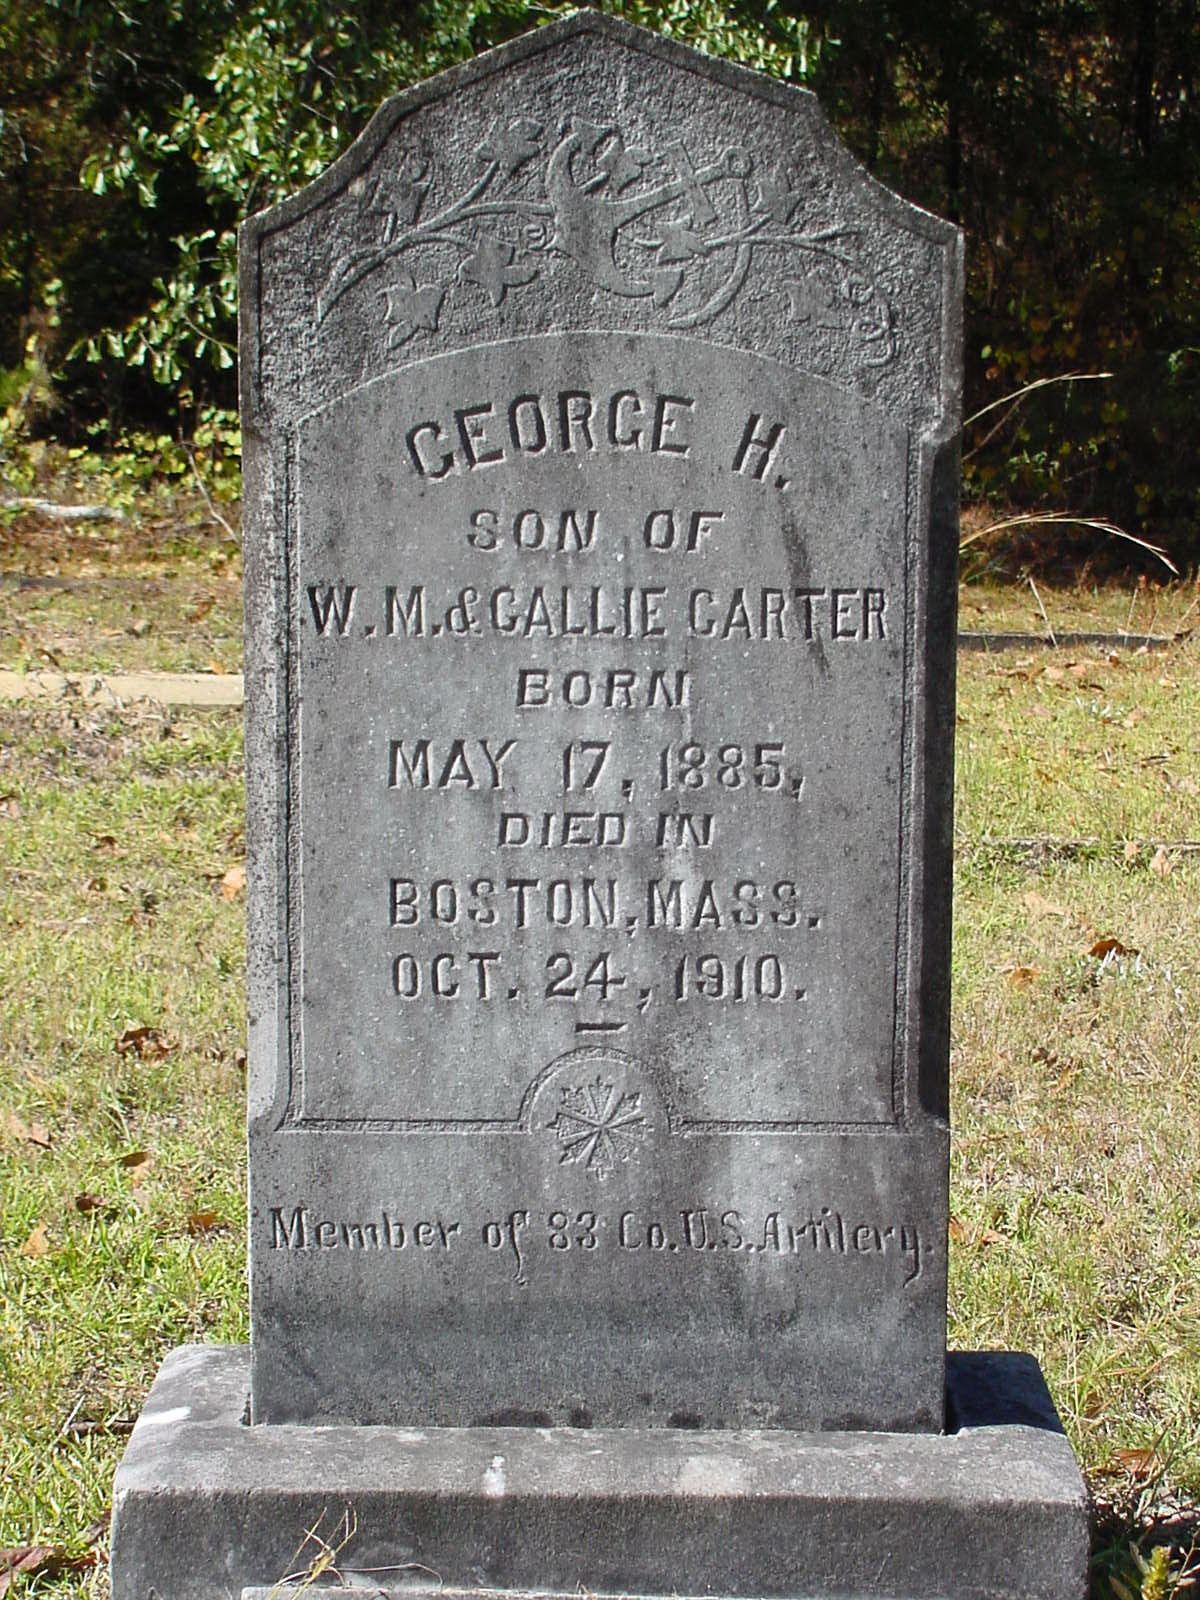 GEORGE H.
SON OF
W.M.& CALLIE CARTER
BORN
MAY 17, 1885,
DIED IN
BOSTON, MASS.
OCT. 24, 1910.
Member of 83 Co. U.S. Artilery.